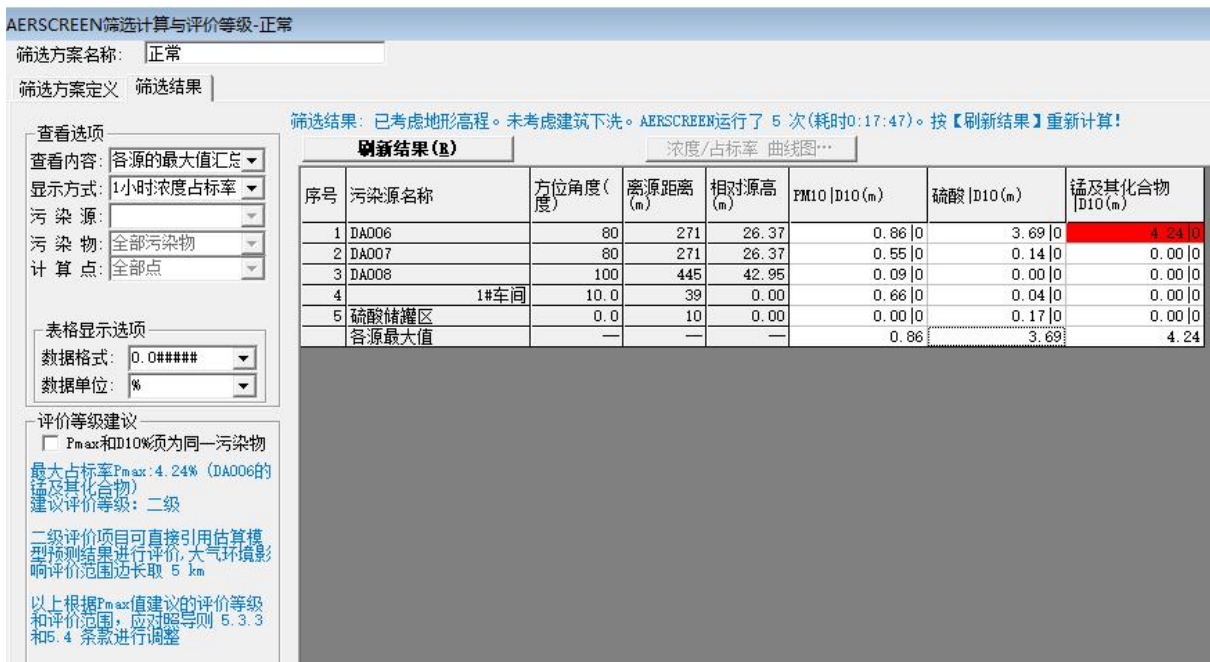 AERSCREEN筛选计算与评价等级-正常
筛选方案名称： 正常
筛选方案定义 筛选结果
筛选结果：已考虑地形高程。未考虑建筑下洗。AERSCREEN运行了 5 次(耗时0:17:47)。按【刷新结果】重新计算!
刷新结果(R) 浓度/占标率 曲线图…
查看选项
查看内容: 各源的最大值汇总
显示方式: 1小时浓度占标率
污 染 源:
污 染 物: 全部污染物
计 算 点: 全部点
表格显示选项
数据格式: 0.0#####
数据单位: %
评价等级建议
Pmax和D10%须为同一污染物
最大占标率Pmax:4.24% (DA006的
锰及其化合物)
建议评价等级：二级
二级评价项目可直接引用估算模
型预测结果进行评价,大气环境影
响评价范围边长取 5 km
以上根据Pmax值建议的评价等级
和评价范围，应对照导则 5.3.3
和5.4 条款进行调整
序号 污染源名称 方位角度(度) 离源距离(m) 相对源高(m) PM10|D10(m) 硫酸|D10(m) 锰及其化合物|D10(m)
1 DA006 80 271 26.37 0.86|0 3.69|0 4.24|0
2 DA007 80 271 26.37 0.55|0 0.14|0 0.00|0
3 DA008 100 445 42.95 0.09|0 0.00|0 0.00|0
4 1#车间 10.0 39 0.00 0.66|0 0.04|0 0.00|0
5 硫酸储罐区 0.0 10 0.00 0.00|0 0.17|0 0.00|0
各源最大值 — — — 0.86 3.69 4.24